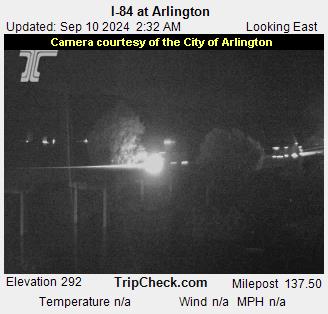 I-84 at Arlington
Updated: Sep 10 2024 2:32 AM Looking East
Camera courtesy of the City of Arlington
Elevation 292 TripCheck.com Milepost 137.50
Temperature n/a Wind n/a MPH n/a